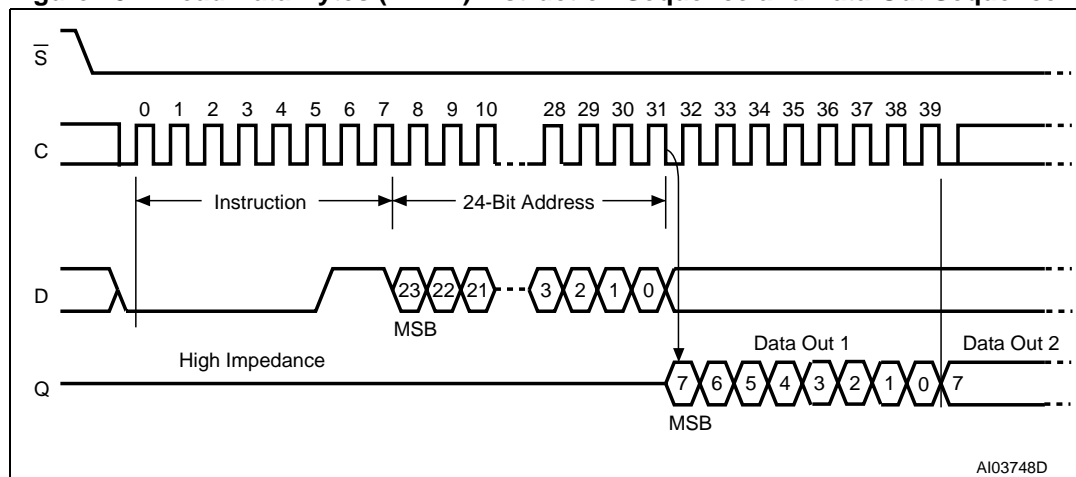 S
0 1 2 3 4 5 6 7 8 9 10 28 29 30 31 32 33 34 35 36 37 38 39
C
Instruction 24-Bit Address
D 23 22 21 3 2 1 0
MSB
High Impedance Data Out 1 Data Out 2
Q 7 6 5 4 3 2 1 0 7
MSB
AI03748D